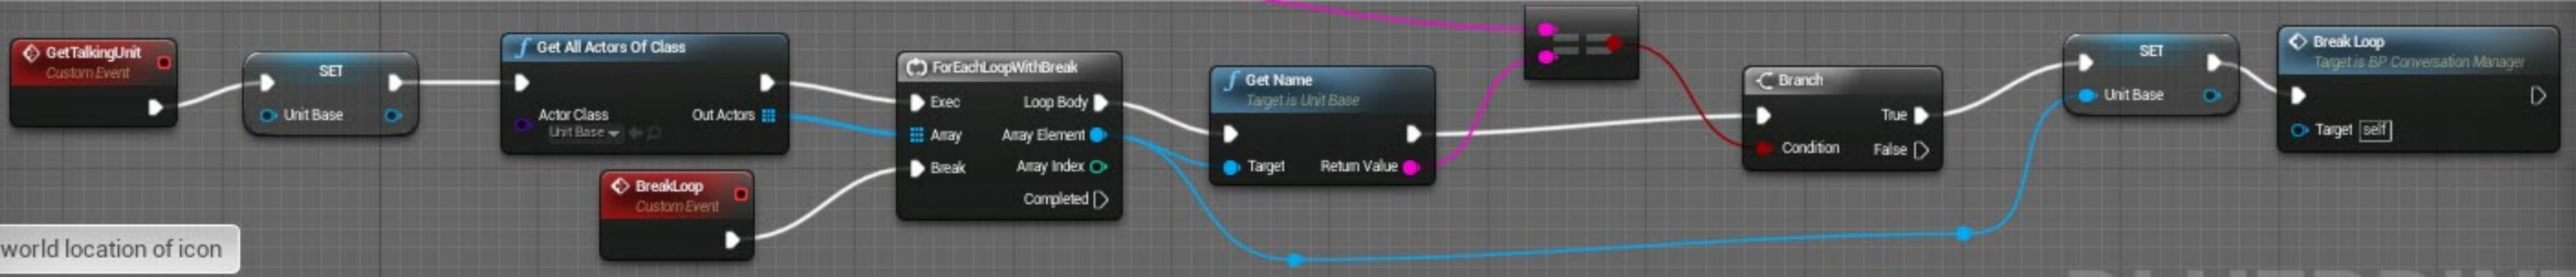 GetTalkingUnit
Custom Event
SET
Unit Base
Get All Actors Of Class
Actor Class
Unit Base
Out Actors
BreakLoop
Custom Event
ForEachLoopWithBreak
Exec
Loop Body
Array
Array Element
Break
Array Index
Completed
Get Name
Target is Unit Base
Target
Return Value
==
Branch
True
Condition
False
SET
Unit Base
Break Loop
Target is BP Conversation Manager
Target self
world location of icon